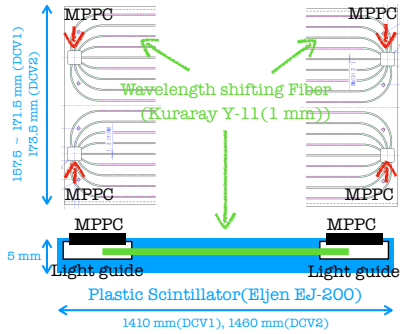 MPPC
MPPC
157.5 ~ 171.5 mm (DCV1)
173.5 mm (DCV2)
Wavelength shifting Fiber
(Kuraray Y-11(1 mm))
MPPC
MPPC
MPPC
MPPC
5 mm
Light guide
Light guide
Plastic Scintillator(Eljen EJ-200)
1410 mm(DCV1), 1460 mm(DCV2)